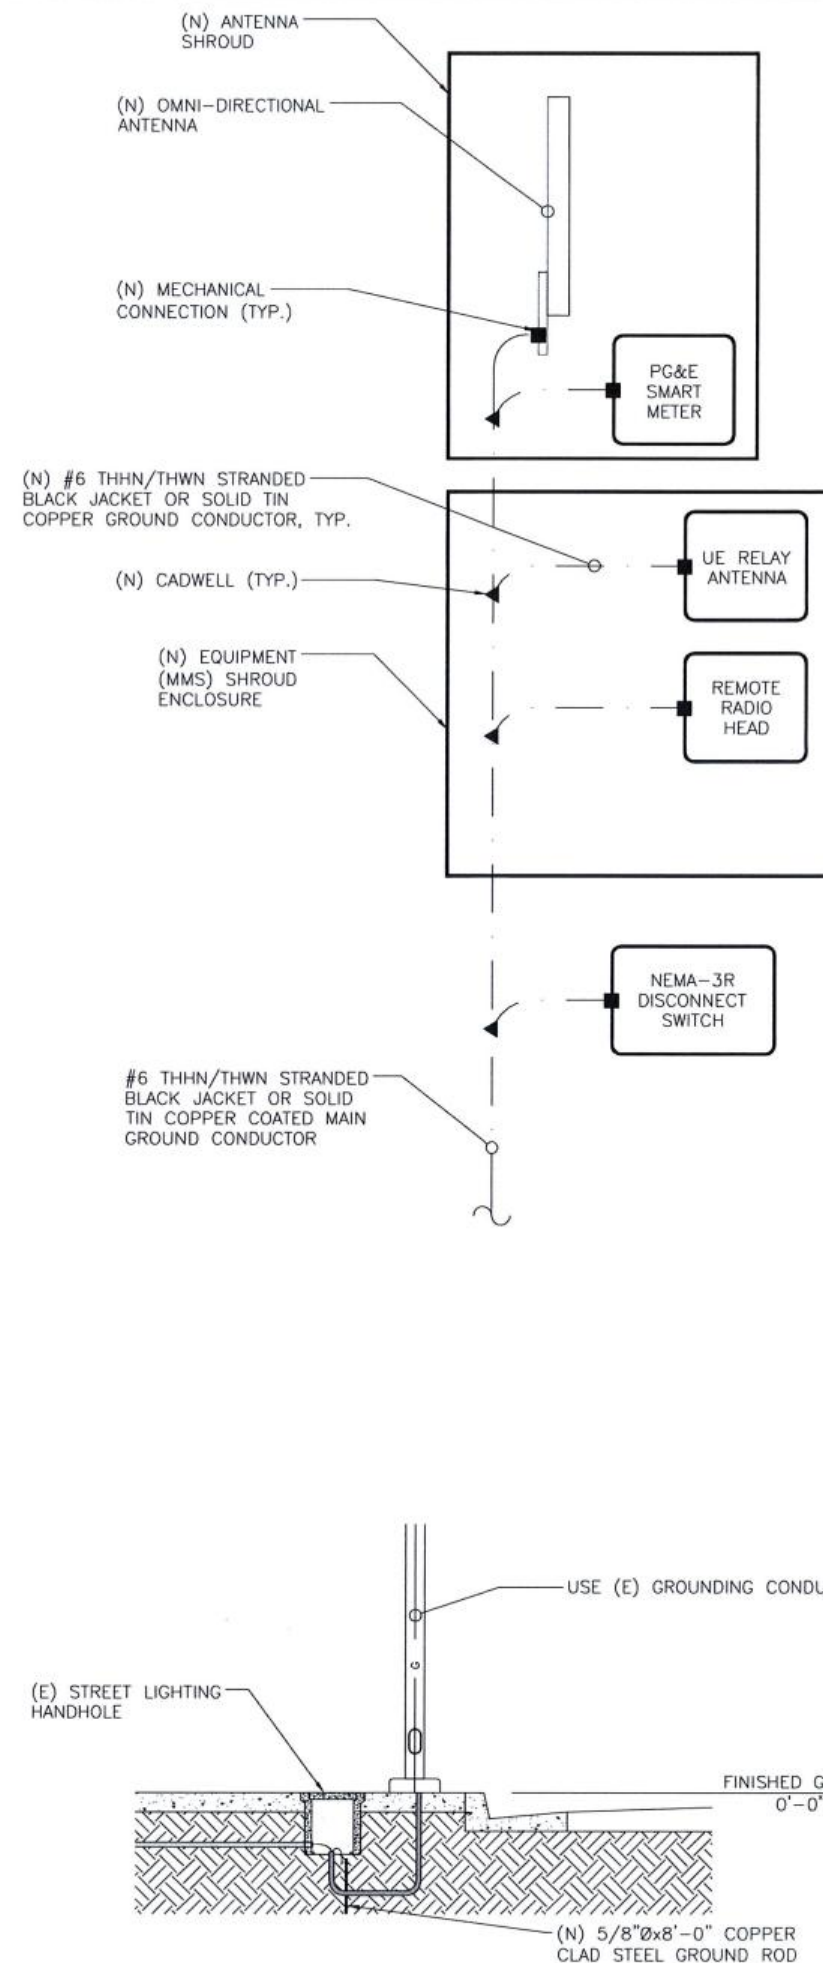 (N) ANTENNA
SHROUD
(N) OMNI-DIRECTIONAL
ANTENNA
(N) MECHANICAL
CONNECTION (TYP.)
PG&E
SMART
METER
(N) #6 THHN/THWN STRANDED
BLACK JACKET OR SOLID TIN
COPPER GROUND CONDUCTOR, TYP.
UE RELAY
ANTENNA
(N) CADWELL (TYP.)
(N) EQUIPMENT
(MMS) SHROUD
ENCLOSURE
REMOTE
RADIO
HEAD
NEMA-3R
DISCONNECT
SWITCH
#6 THHN/THWN STRANDED
BLACK JACKET OR SOLID
TIN COPPER COATED MAIN
GROUND CONDUCTOR
USE (E) GROUNDING CONDU
G
(E) STREET LIGHTING
HANDHOLE
FINISHED G
0'-0"
(N) 5/8"Øx8'-0" COPPER
CLAD STEEL GROUND ROD